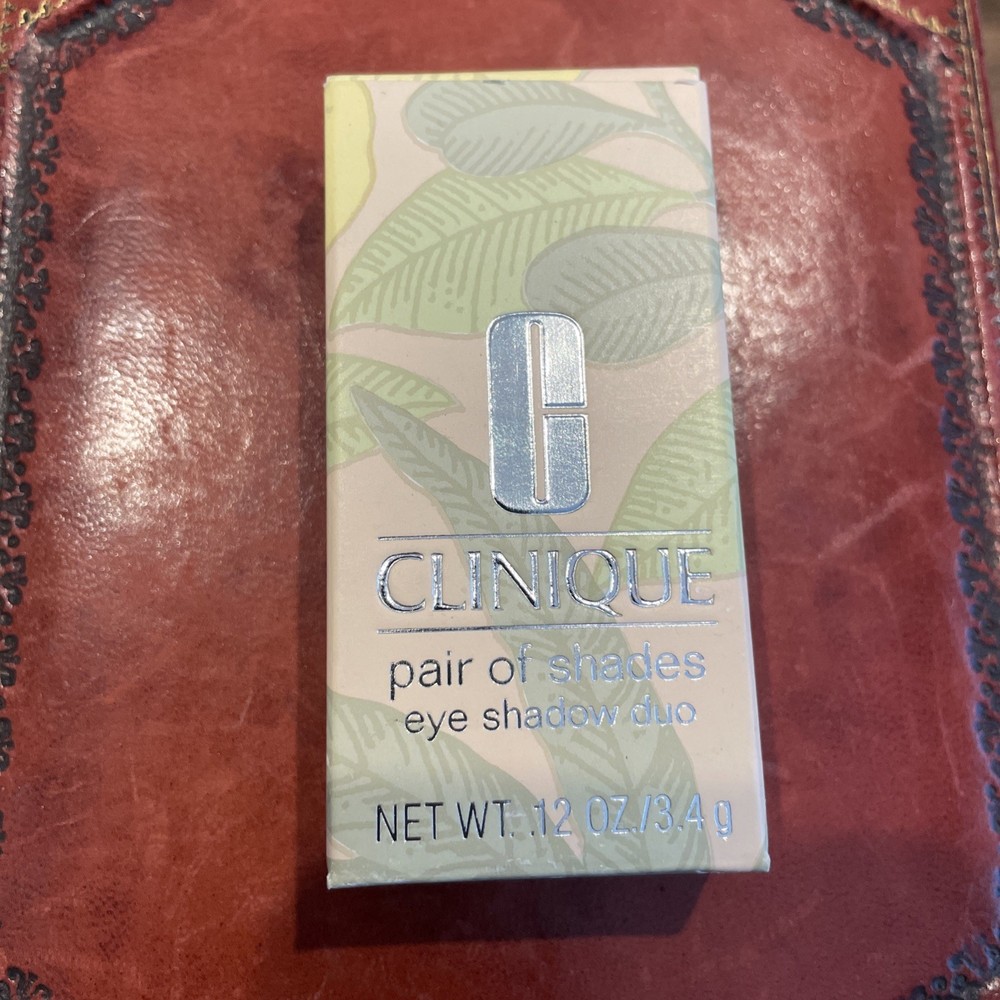 C
CLINIQUE
pair of shades
eye shadow duo
NET WT. .12 OZ./3.4 g